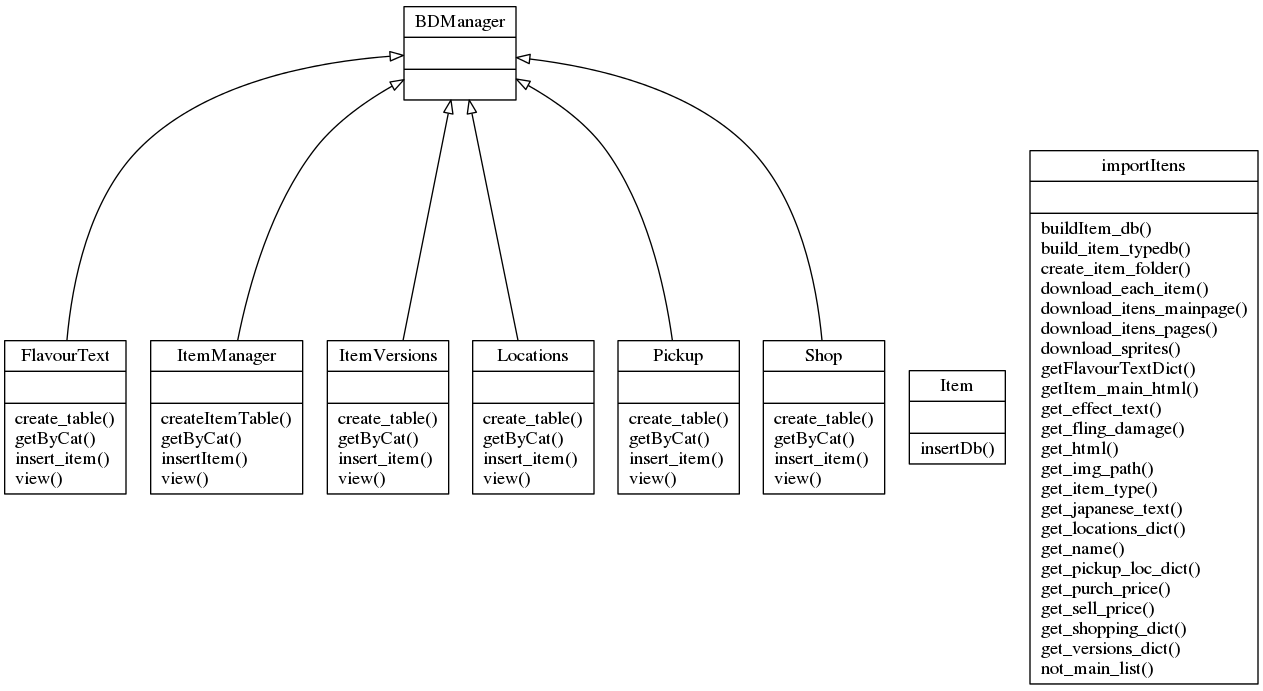 BDManager
FlavourText
create_table()
getByCat()
insert_item()
view()
ItemManager
createItemTable()
getByCat()
insertItem()
view()
ItemVersions
create_table()
getByCat()
insert_item()
view()
Locations
create_table()
getByCat()
insert_item()
view()
Pickup
create_table()
getByCat()
insert_item()
view()
Shop
create_table()
getByCat()
insert_item()
view()
Item
insertDb()
importItens
buildItem_db()
build_item_typedb()
create_item_folder()
download_each_item()
download_itens_mainpage()
download_itens_pages()
download_sprites()
getFlavourTextDict()
getItem_main_html()
get_effect_text()
get_fling_damage()
get_html()
get_img_path()
get_item_type()
get_japanese_text()
get_locations_dict()
get_name()
get_pickup_loc_dict()
get_purch_price()
get_sell_price()
get_shopping_dict()
get_versions_dict()
not_main_list()